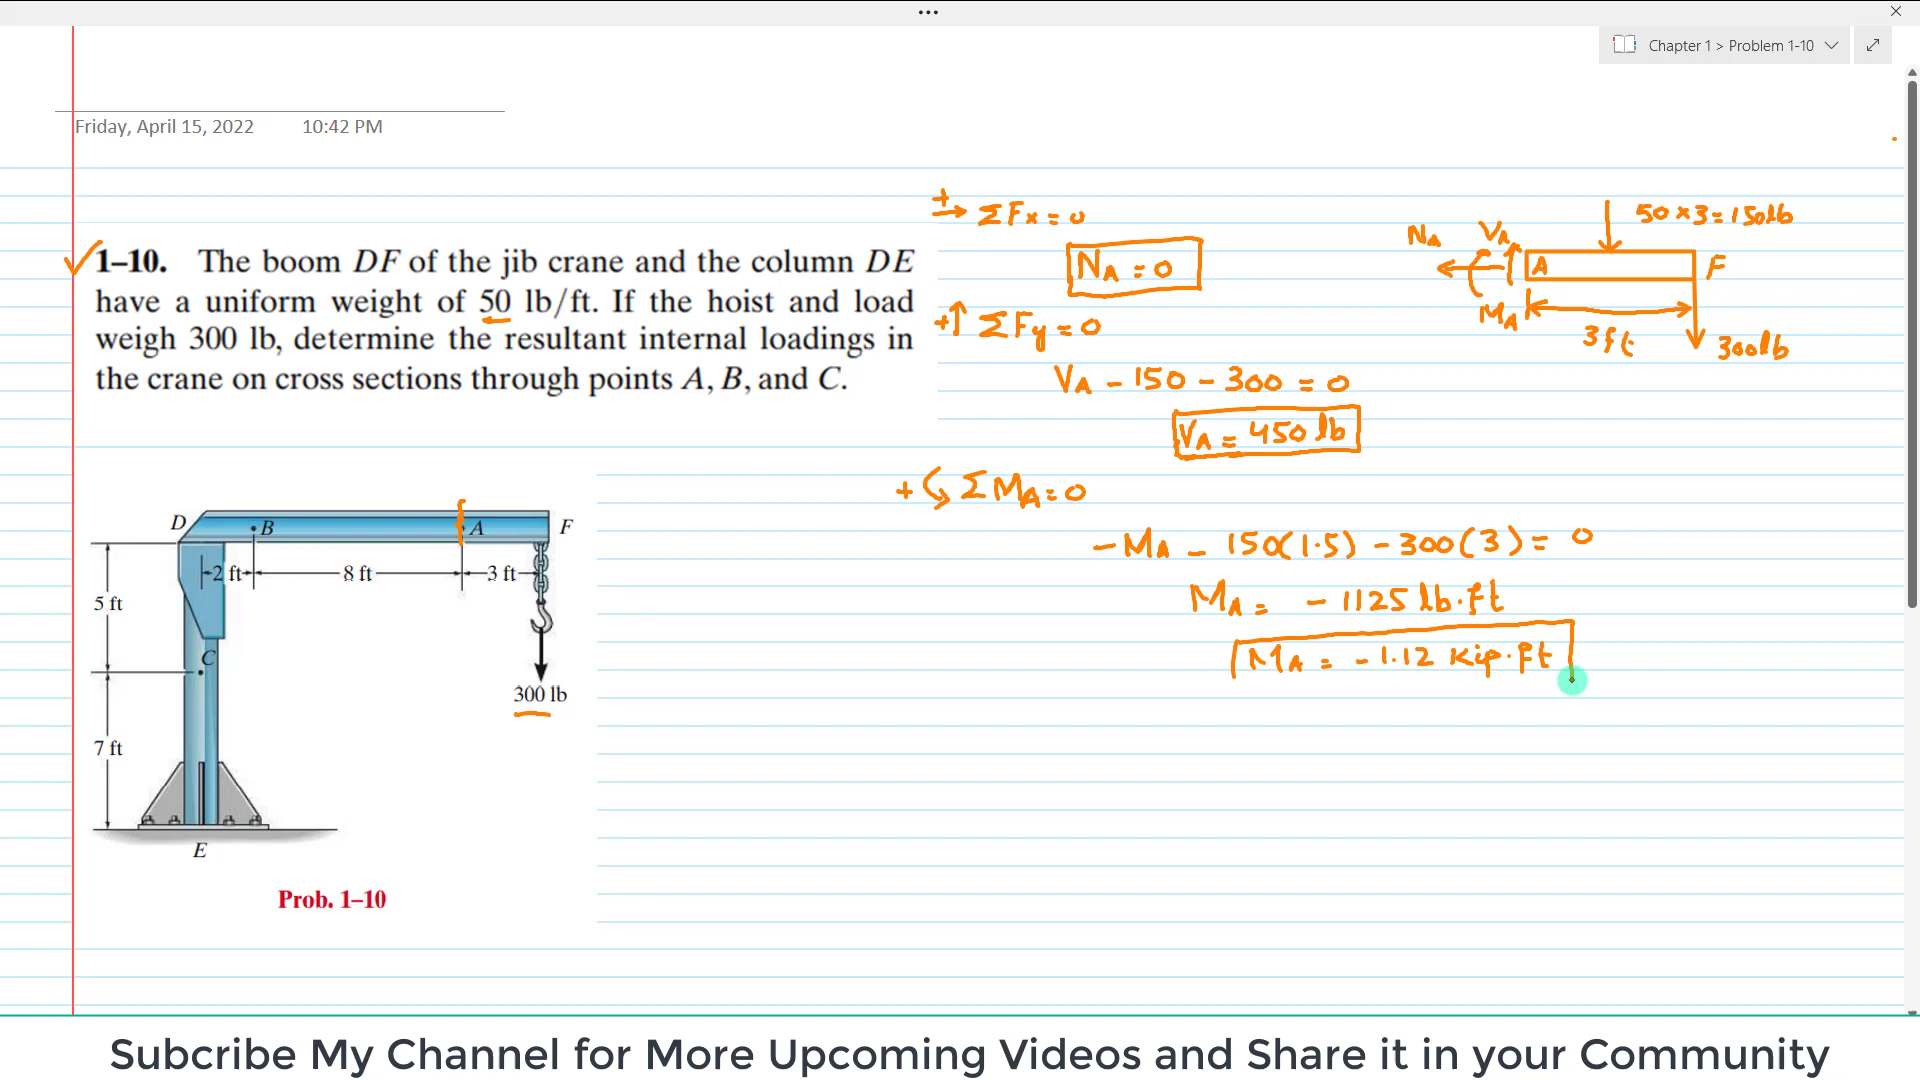 ...
Chapter 1 > Problem 1-10
Friday, April 15, 2022 10:42 PM
1–10. The boom DF of the jib crane and the column DE
have a uniform weight of 50 lb/ft. If the hoist and load
weigh 300 lb, determine the resultant internal loadings in
the crane on cross sections through points A, B, and C.
D
B
A
F
2 ft
8 ft
3 ft
5 ft
C
300 lb
7 ft
E
Prob. 1–10
+→ ΣFx = 0
NA = 0
+↑ ΣFy = 0
VA - 150 - 300 = 0
VA = 450 lb
+ ΣMA = 0
-MA - 150(1.5) - 300(3) = 0
MA = -1125 lb.ft
MA = -1.12 kip.ft
50 × 3 = 150lb
NA
VA
A
F
MA
3ft
300lb
Subcribe My Channel for More Upcoming Videos and Share it in your Community